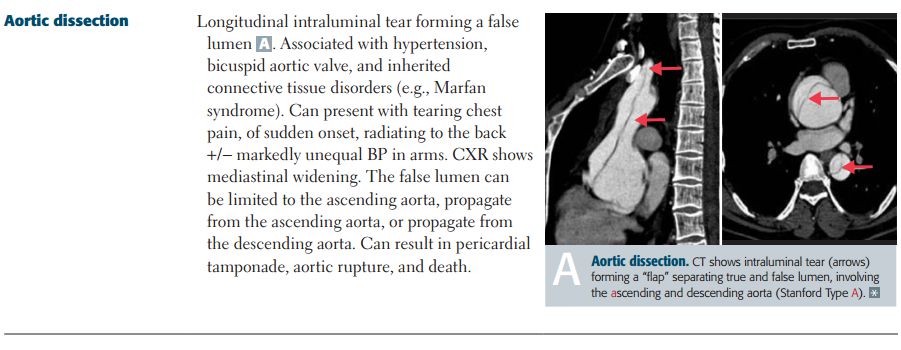 Aortic dissection
Longitudinal intraluminal tear forming a false
lumen A. Associated with hypertension,
bicuspid aortic valve, and inherited
connective tissue disorders (e.g., Marfan
syndrome). Can present with tearing chest
pain, of sudden onset, radiating to the back
+/− markedly unequal BP in arms. CXR shows
mediastinal widening. The false lumen can
be limited to the ascending aorta, propagate
from the ascending aorta, or propagate from
the descending aorta. Can result in pericardial
tamponade, aortic rupture, and death.
A
Aortic dissection. CT shows intraluminal tear (arrows)
forming a “flap” separating true and false lumen, involving
the ascending and descending aorta (Stanford Type A). *